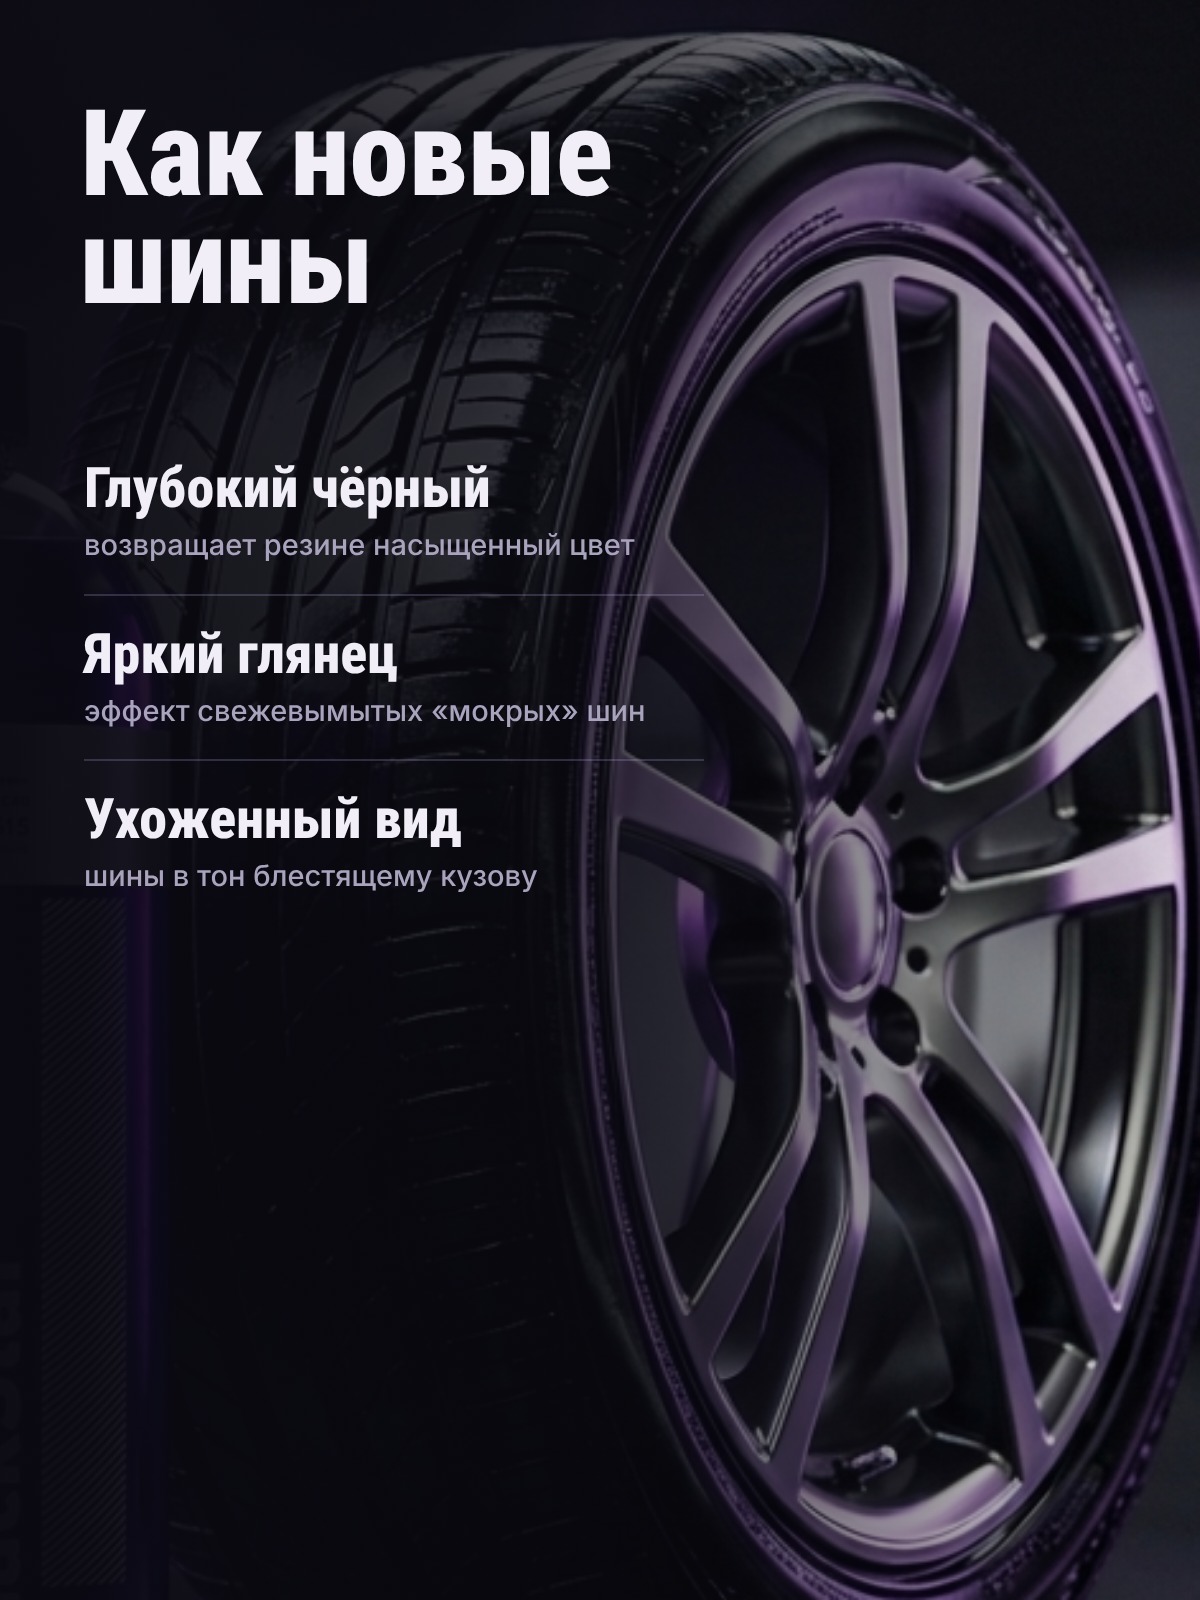 Как новые
шины
Глубокий чёрный
возвращает резине насыщенный цвет
Яркий глянец
эффект свежевымытых «мокрых» шин
Ухоженный вид
шины в тон блестящему кузову